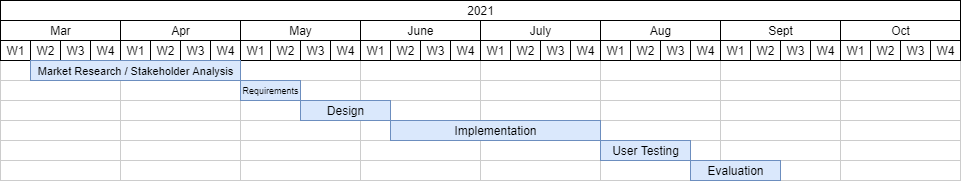 2021
Mar Apr May June July Aug Sept Oct
W1 W2 W3 W4 W1 W2 W3 W4 W1 W2 W3 W4 W1 W2 W3 W4 W1 W2 W3 W4 W1 W2 W3 W4 W1 W2 W3 W4 W1 W2 W3 W4
Market Research / Stakeholder Analysis
Requirements
Design
Implementation
User Testing
Evaluation